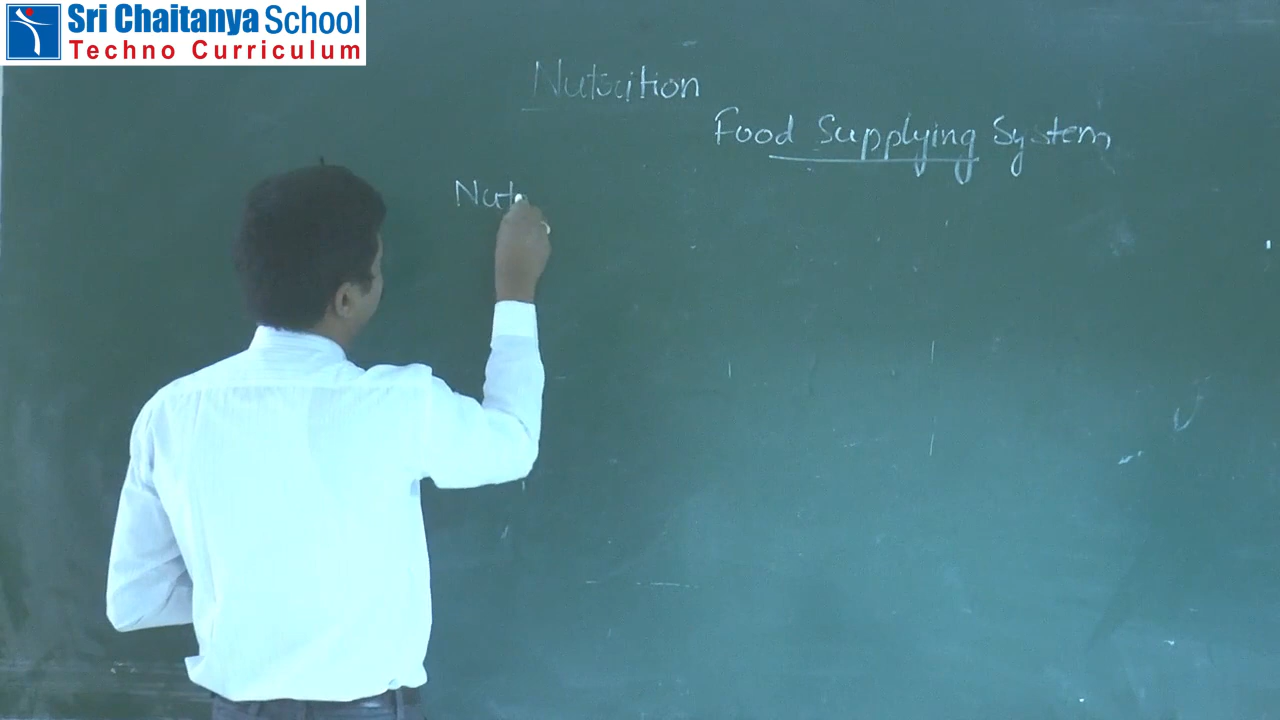 Sri Chaitanya School
Techno Curriculum
Nutrition
Food Supplying System
Nut